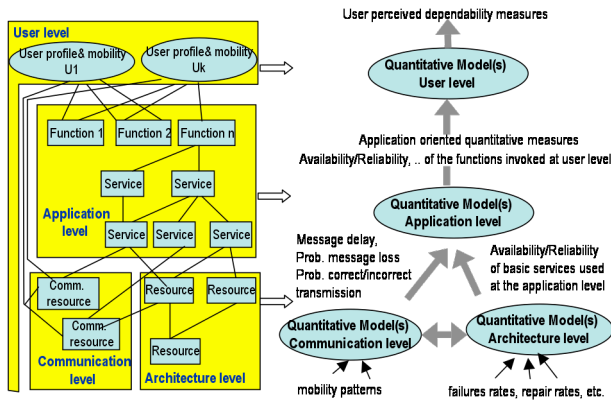 User level
User profile& mobility
U1
User profile& mobility
Uk
Function 1
Function 2
Function n
Service
Service
Application
level
Service
Service
Service
Comm.
resource
Comm.
resource
Communication
level
Resource
Resource
Resource
Architecture level
User perceived dependability measures
Quantitative Model(s)
User level
Application oriented quantitative measures
Availability/Reliability, .. of the functions invoked at user level
Quantitative Model(s)
Application level
Message delay,
Prob. message loss
Prob. correct/incorrect
transmission
Availability/Reliability
of basic services used
at the application level
Quantitative Model(s)
Communication level
Quantitative Model(s)
Architecture level
mobility patterns
failures rates, repair rates, etc.